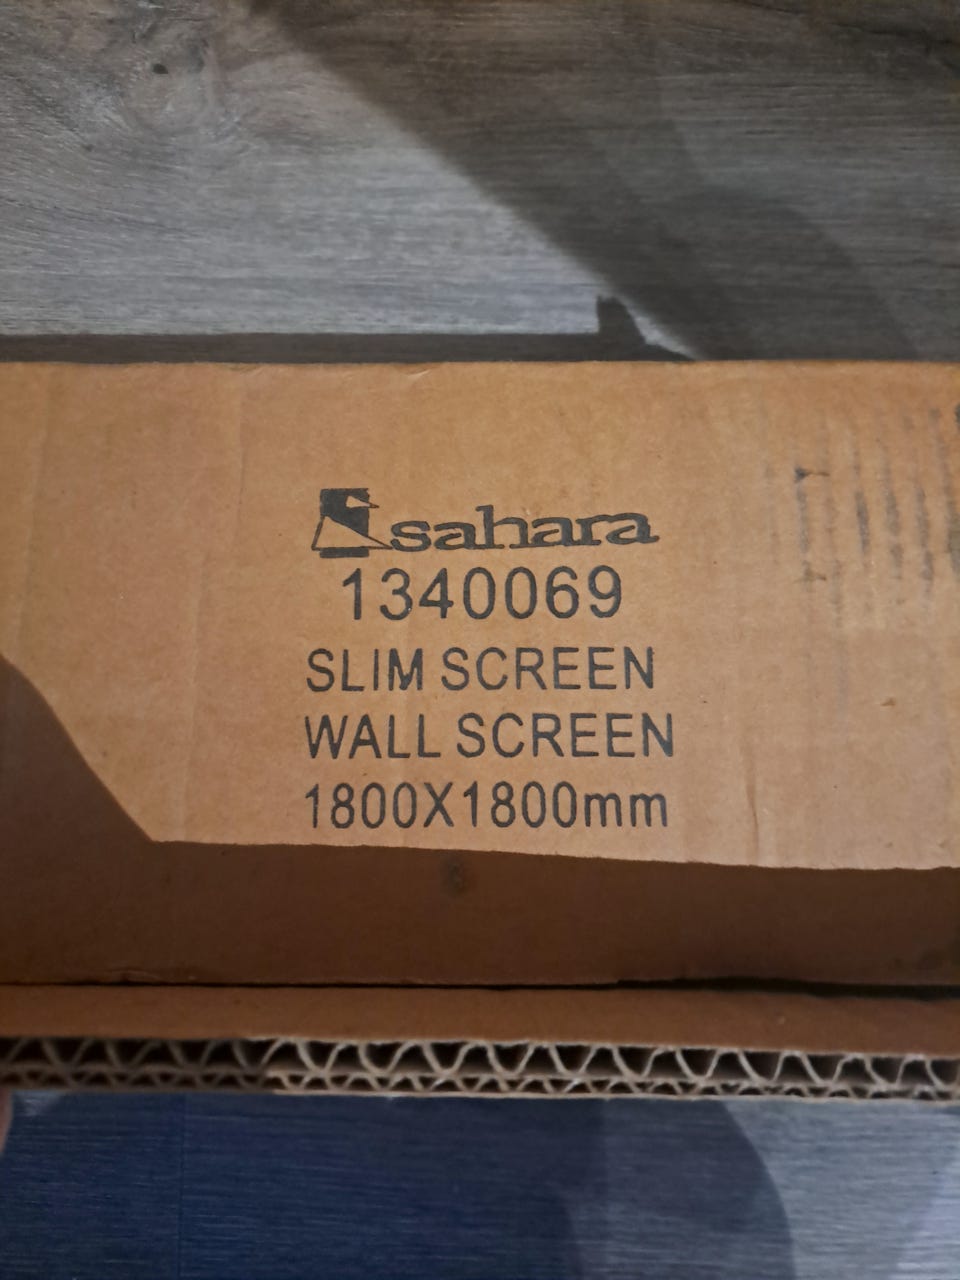 sahara
1340069
SLIM SCREEN
WALL SCREEN
1800X1800mm